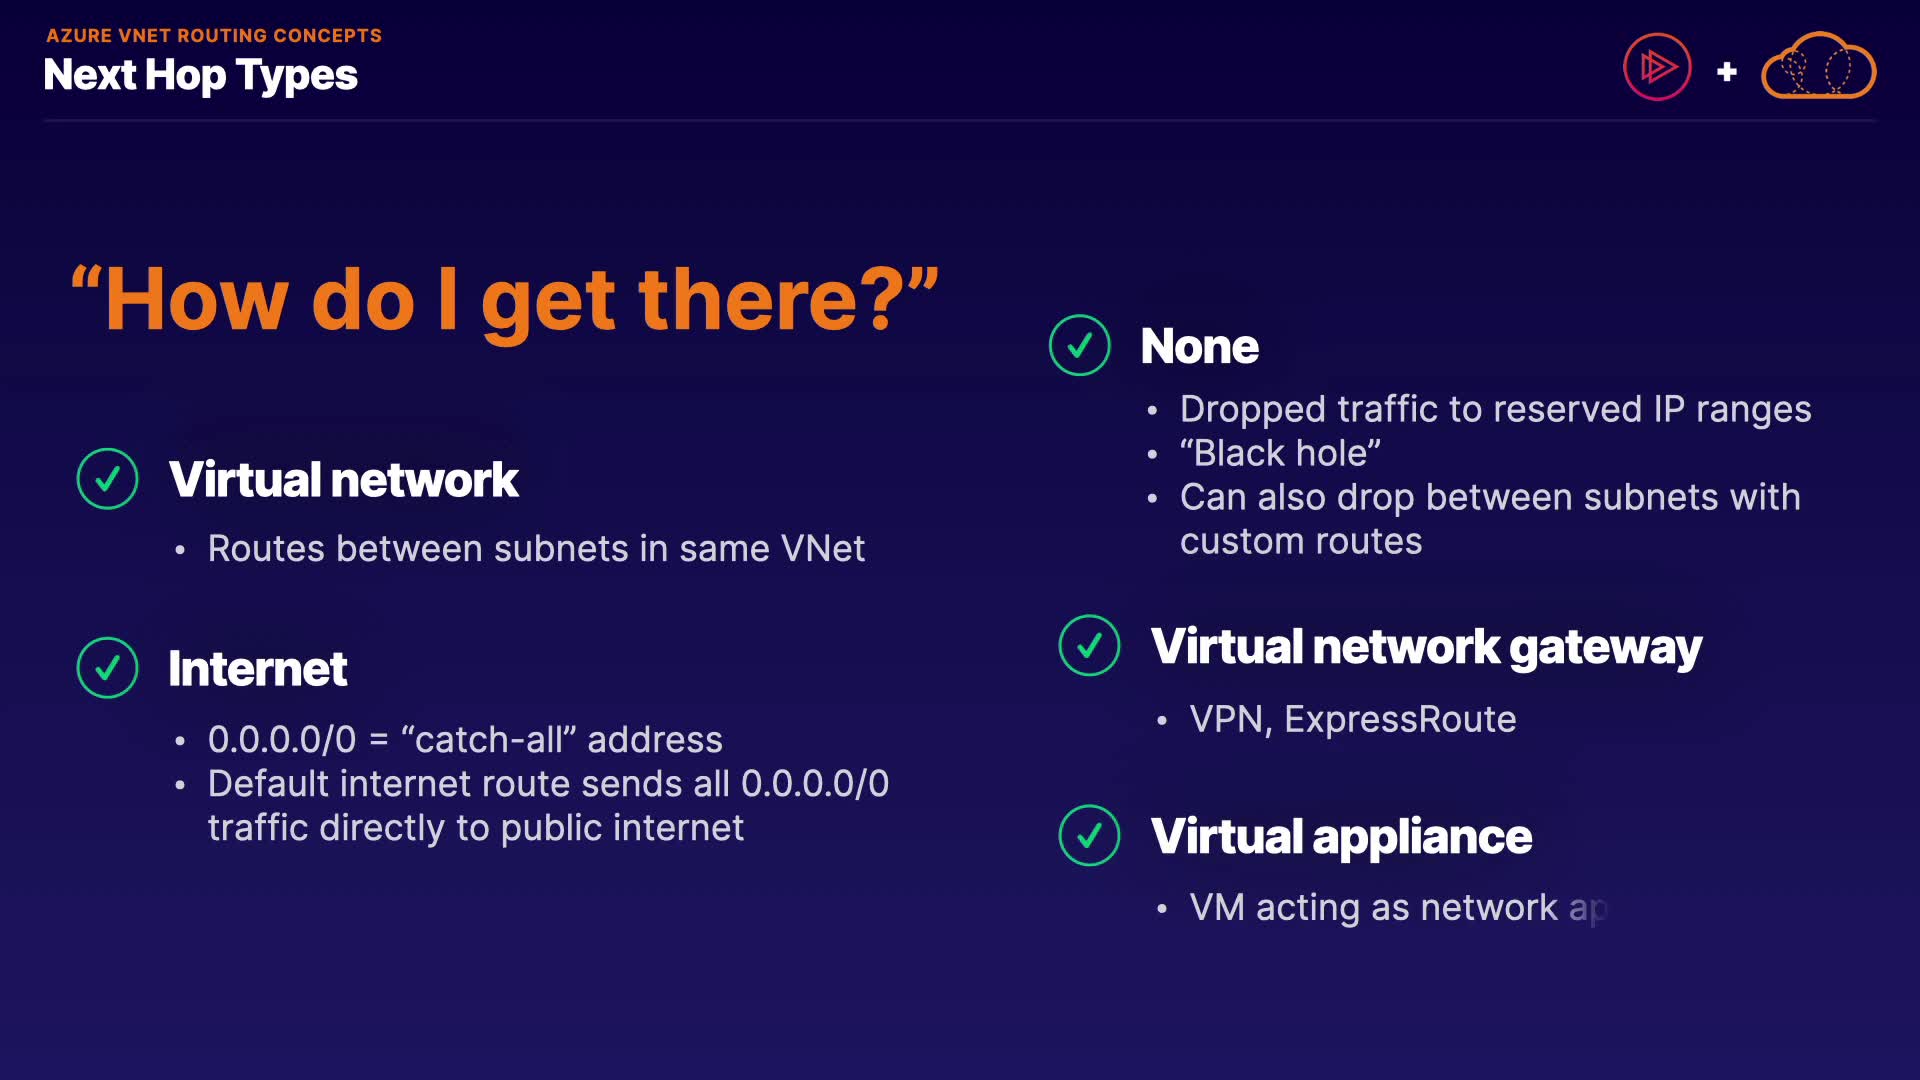 AZURE VNET ROUTING CONCEPTS
Next Hop Types
“How do I get there?”
Virtual network
• Routes between subnets in same VNet
Internet
• 0.0.0.0/0 = “catch-all” address
• Default internet route sends all 0.0.0.0/0
traffic directly to public internet
None
• Dropped traffic to reserved IP ranges
• “Black hole”
• Can also drop between subnets with
custom routes
Virtual network gateway
• VPN, ExpressRoute
Virtual appliance
• VM acting as network ap